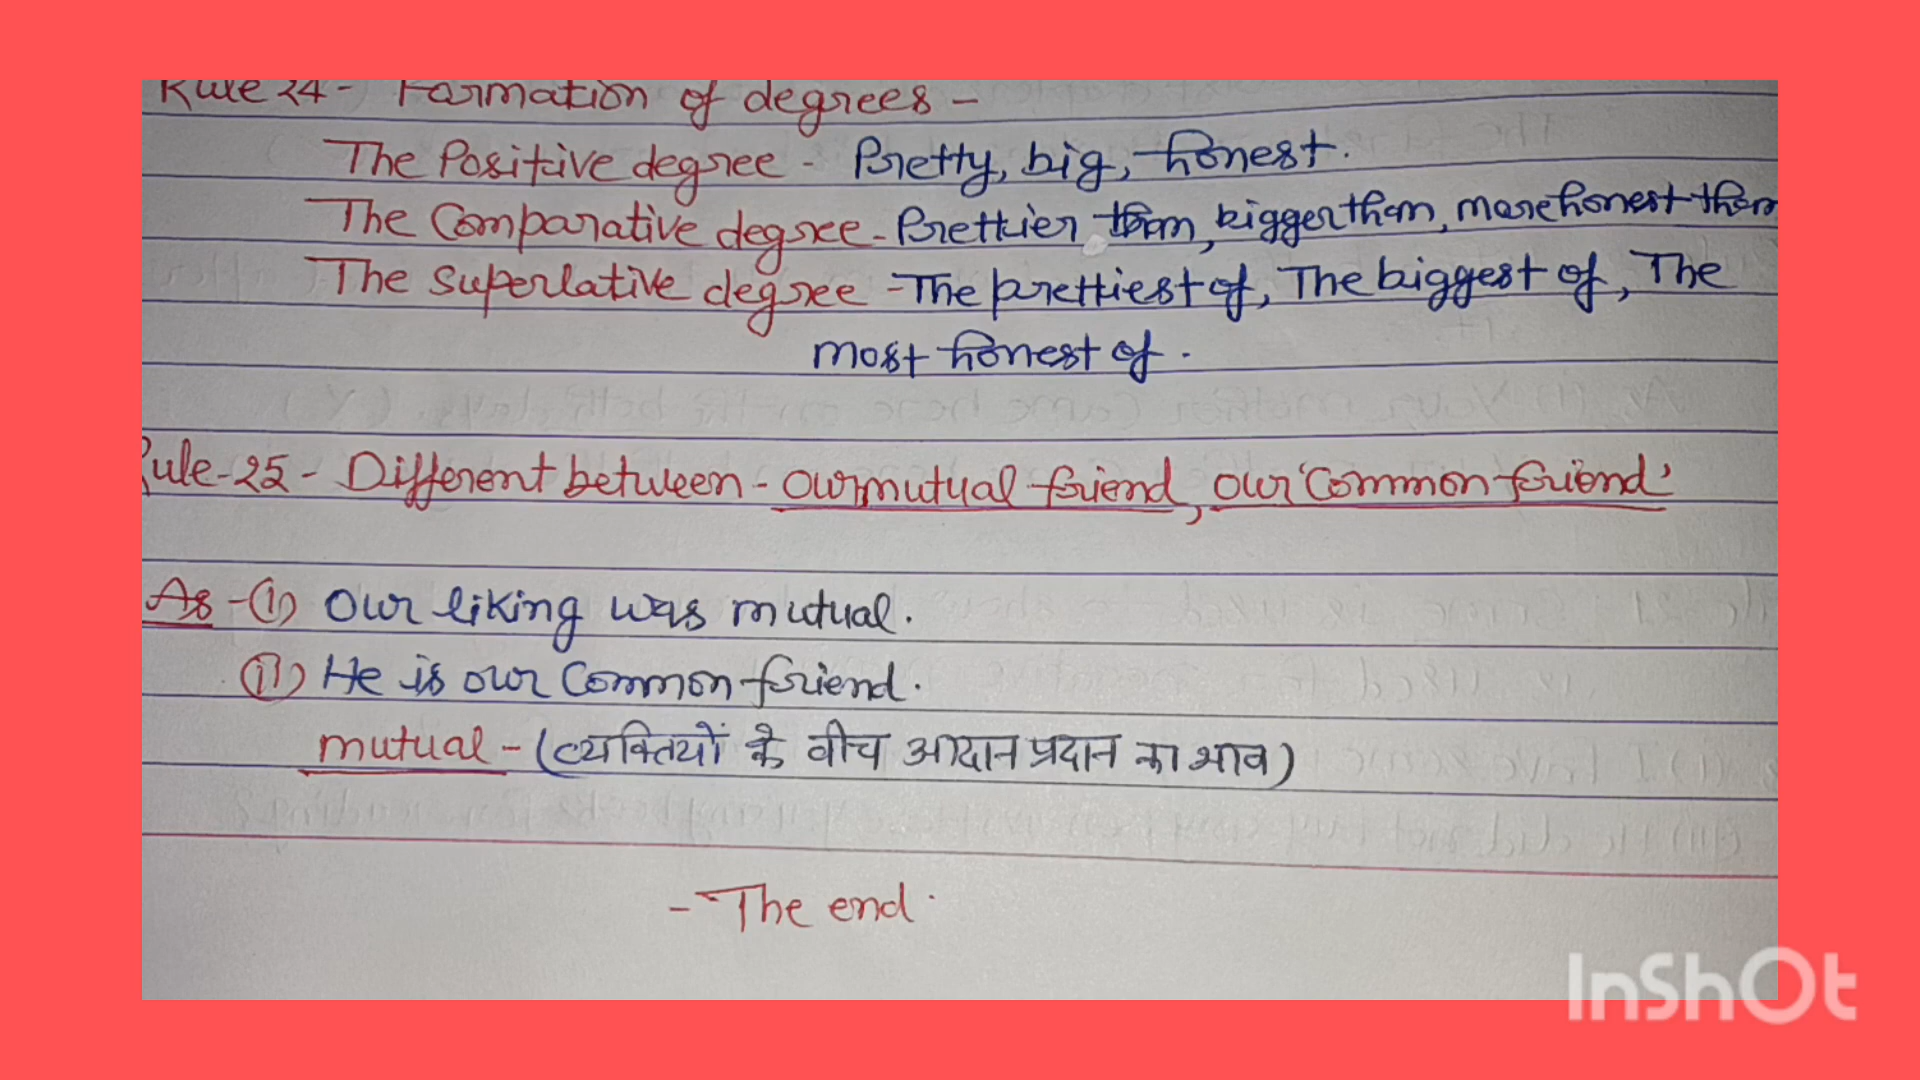 Rule 24 - Formation of degrees -
The Positive degree - Pretty, big, honest.
The Comparative degree - Prettier than, bigger than, more honest than
The Superlative degree - The prettiest of, The biggest of, The
most honest of.
Rule-25 - Different between - our mutual friend, our 'Common friend'
As - (i) Our liking was mutual.
(ii) He is our Common friend.
mutual - (व्यक्तियों के बीच आदान प्रदान का भाव)
- The end.
InShOt